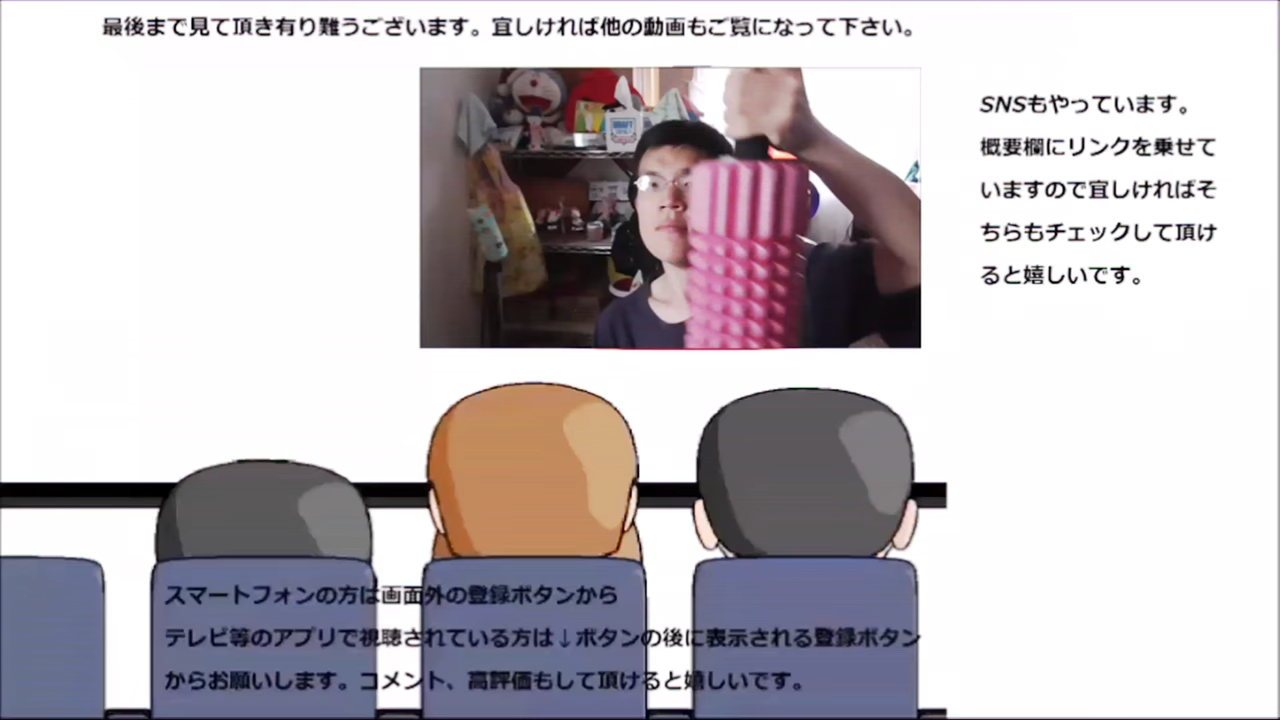 最後まで見て頂き有り難うございます。宜しければ他の動画もご覧になって下さい。
SNSもやっています。
概要欄にリンクを乗せて
いますので宜しければそ
ちらもチェックして頂け
ると嬉しいです。
スマートフォンの方は画面外の登録ボタンから
テレビ等のアプリで視聴されている方は↓ボタンの後に表示される登録ボタン
からお願いします。コメント、高評価もして頂けると嬉しいです。